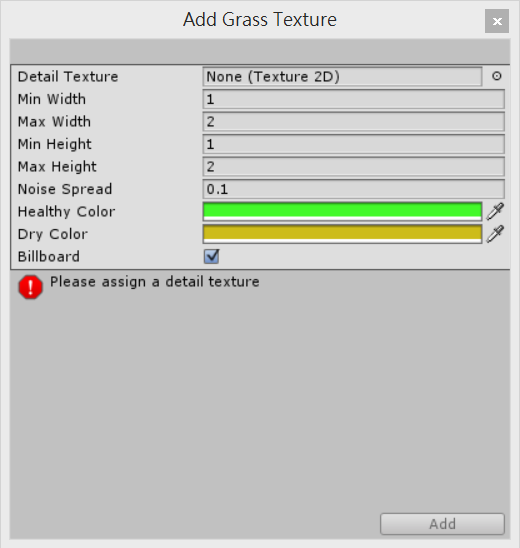 Add Grass Texture
Detail Texture None (Texture 2D)
Min Width 1
Max Width 2
Min Height 1
Max Height 2
Noise Spread 0.1
Healthy Color
Dry Color
Billboard
Please assign a detail texture
Add